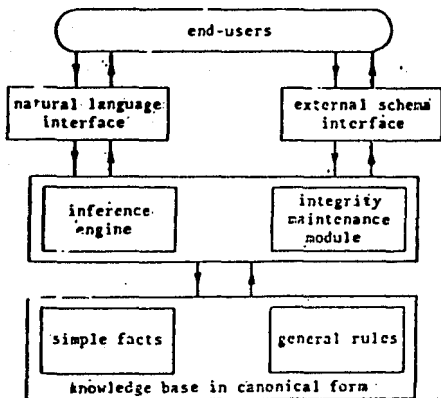 end-users
natural language
interface
external schema
interface
inference
engine
integrity
maintenance
module
simple facts
general rules
knowledge base in canonical form